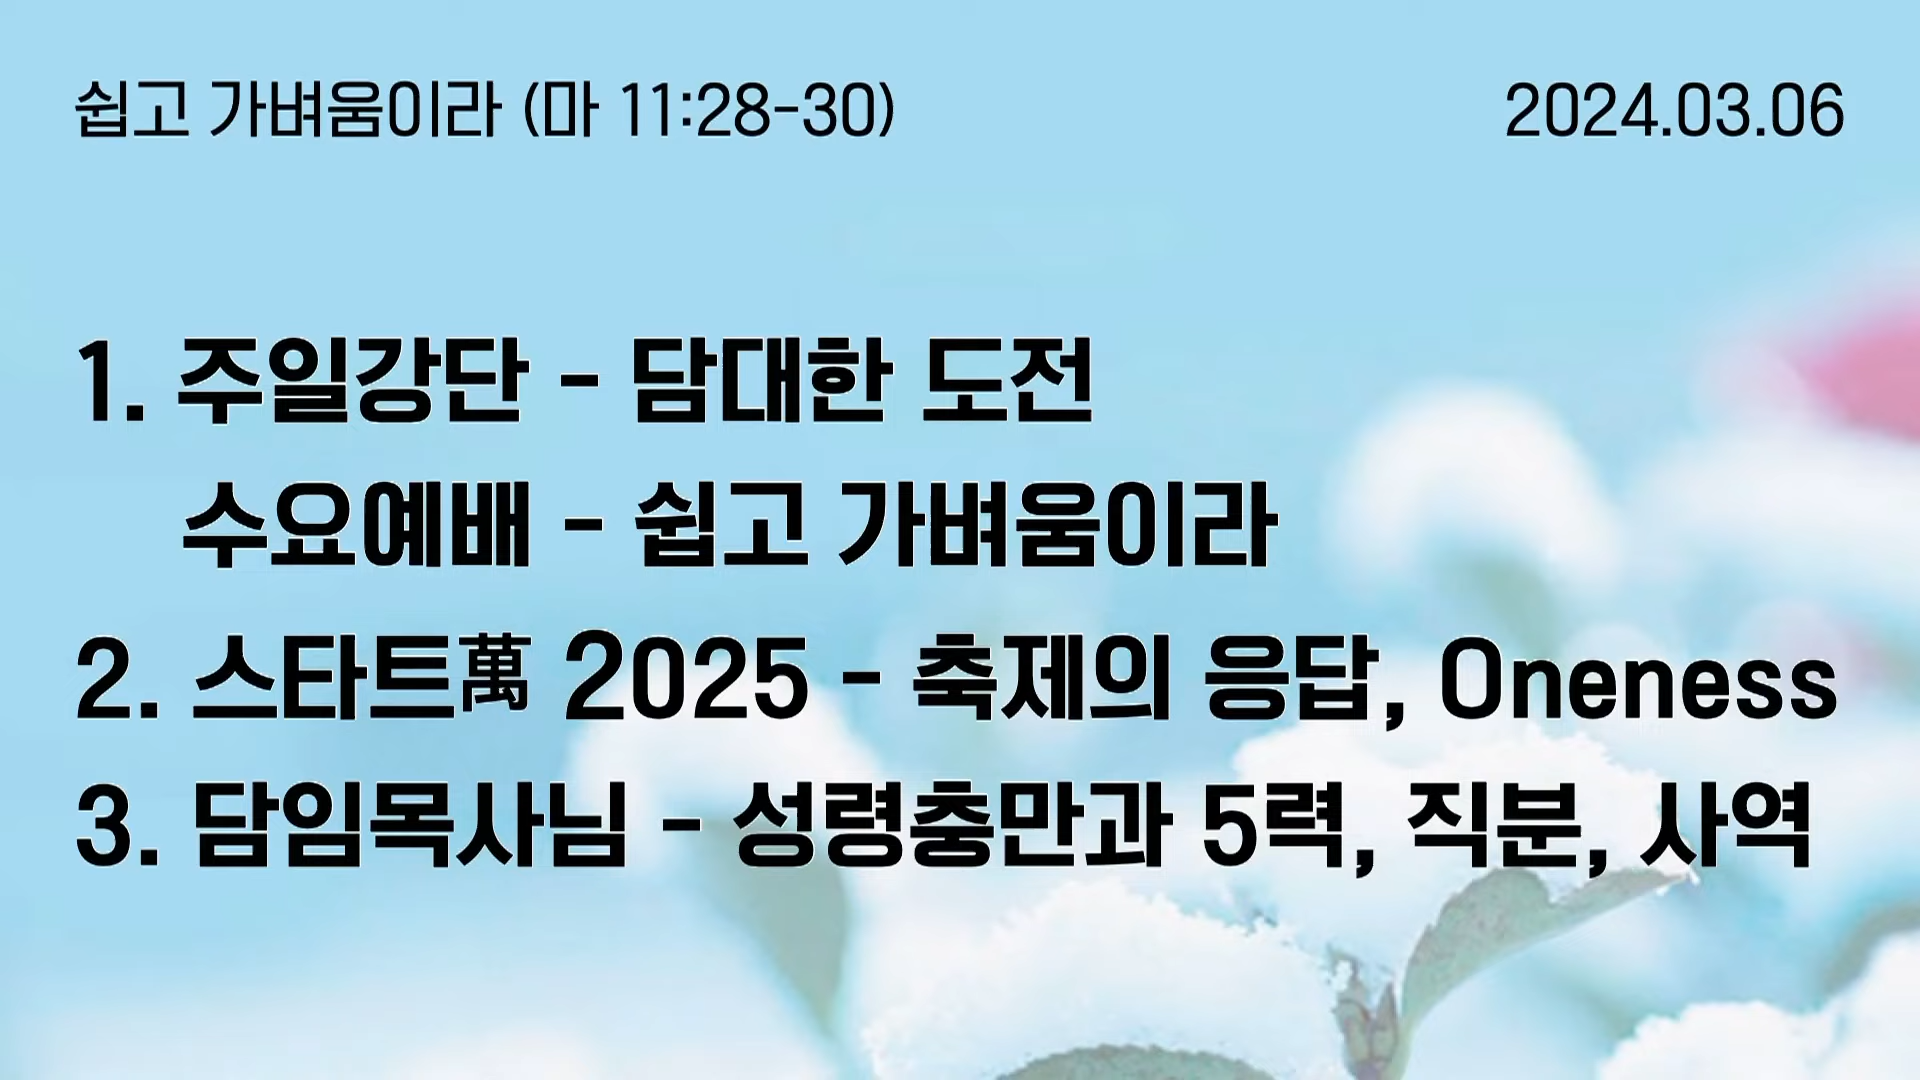 쉽고 가벼움이라 (마 11:28-30)
2024.03.06
1. 주일강단 - 담대한 도전
수요예배 - 쉽고 가벼움이라
2. 스타트萬 2025 - 축제의 응답, Oneness
3. 담임목사님 - 성령충만과 5력, 직분, 사역